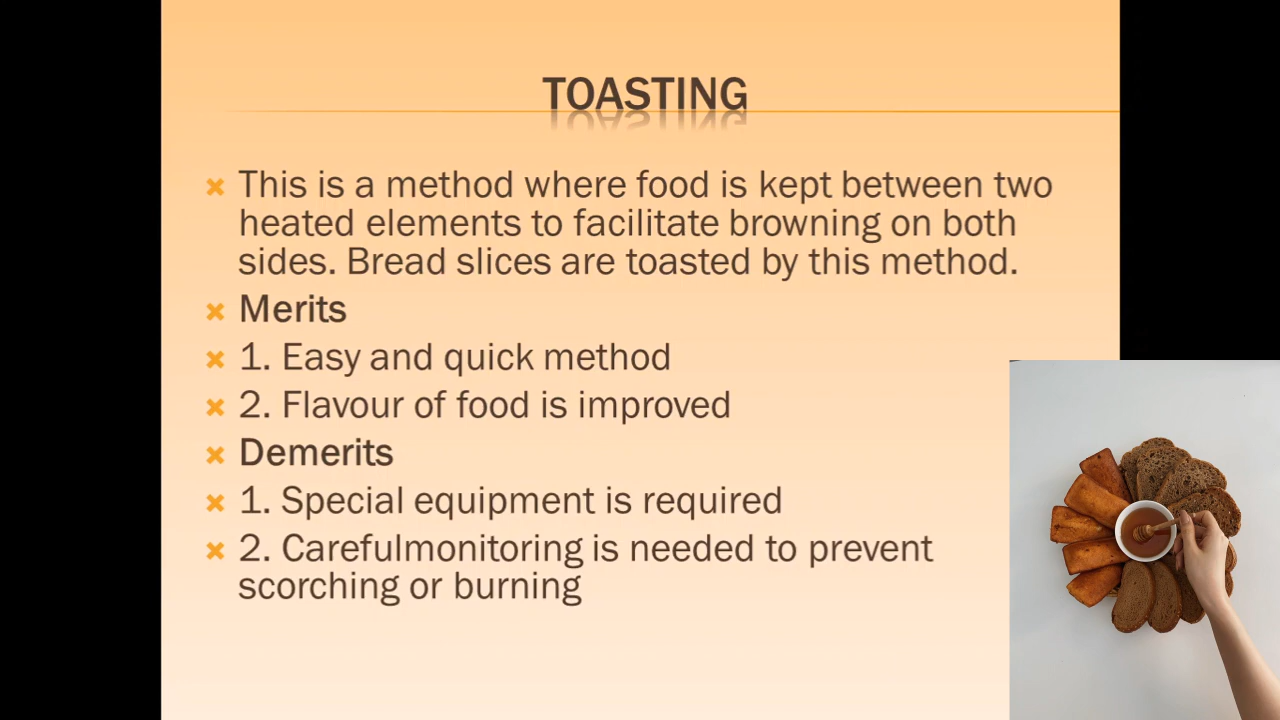 TOASTING
This is a method where food is kept between two
heated elements to facilitate browning on both
sides. Bread slices are toasted by this method.
Merits
1. Easy and quick method
2. Flavour of food is improved
Demerits
1. Special equipment is required
2. Carefulmonitoring is needed to prevent
scorching or burning